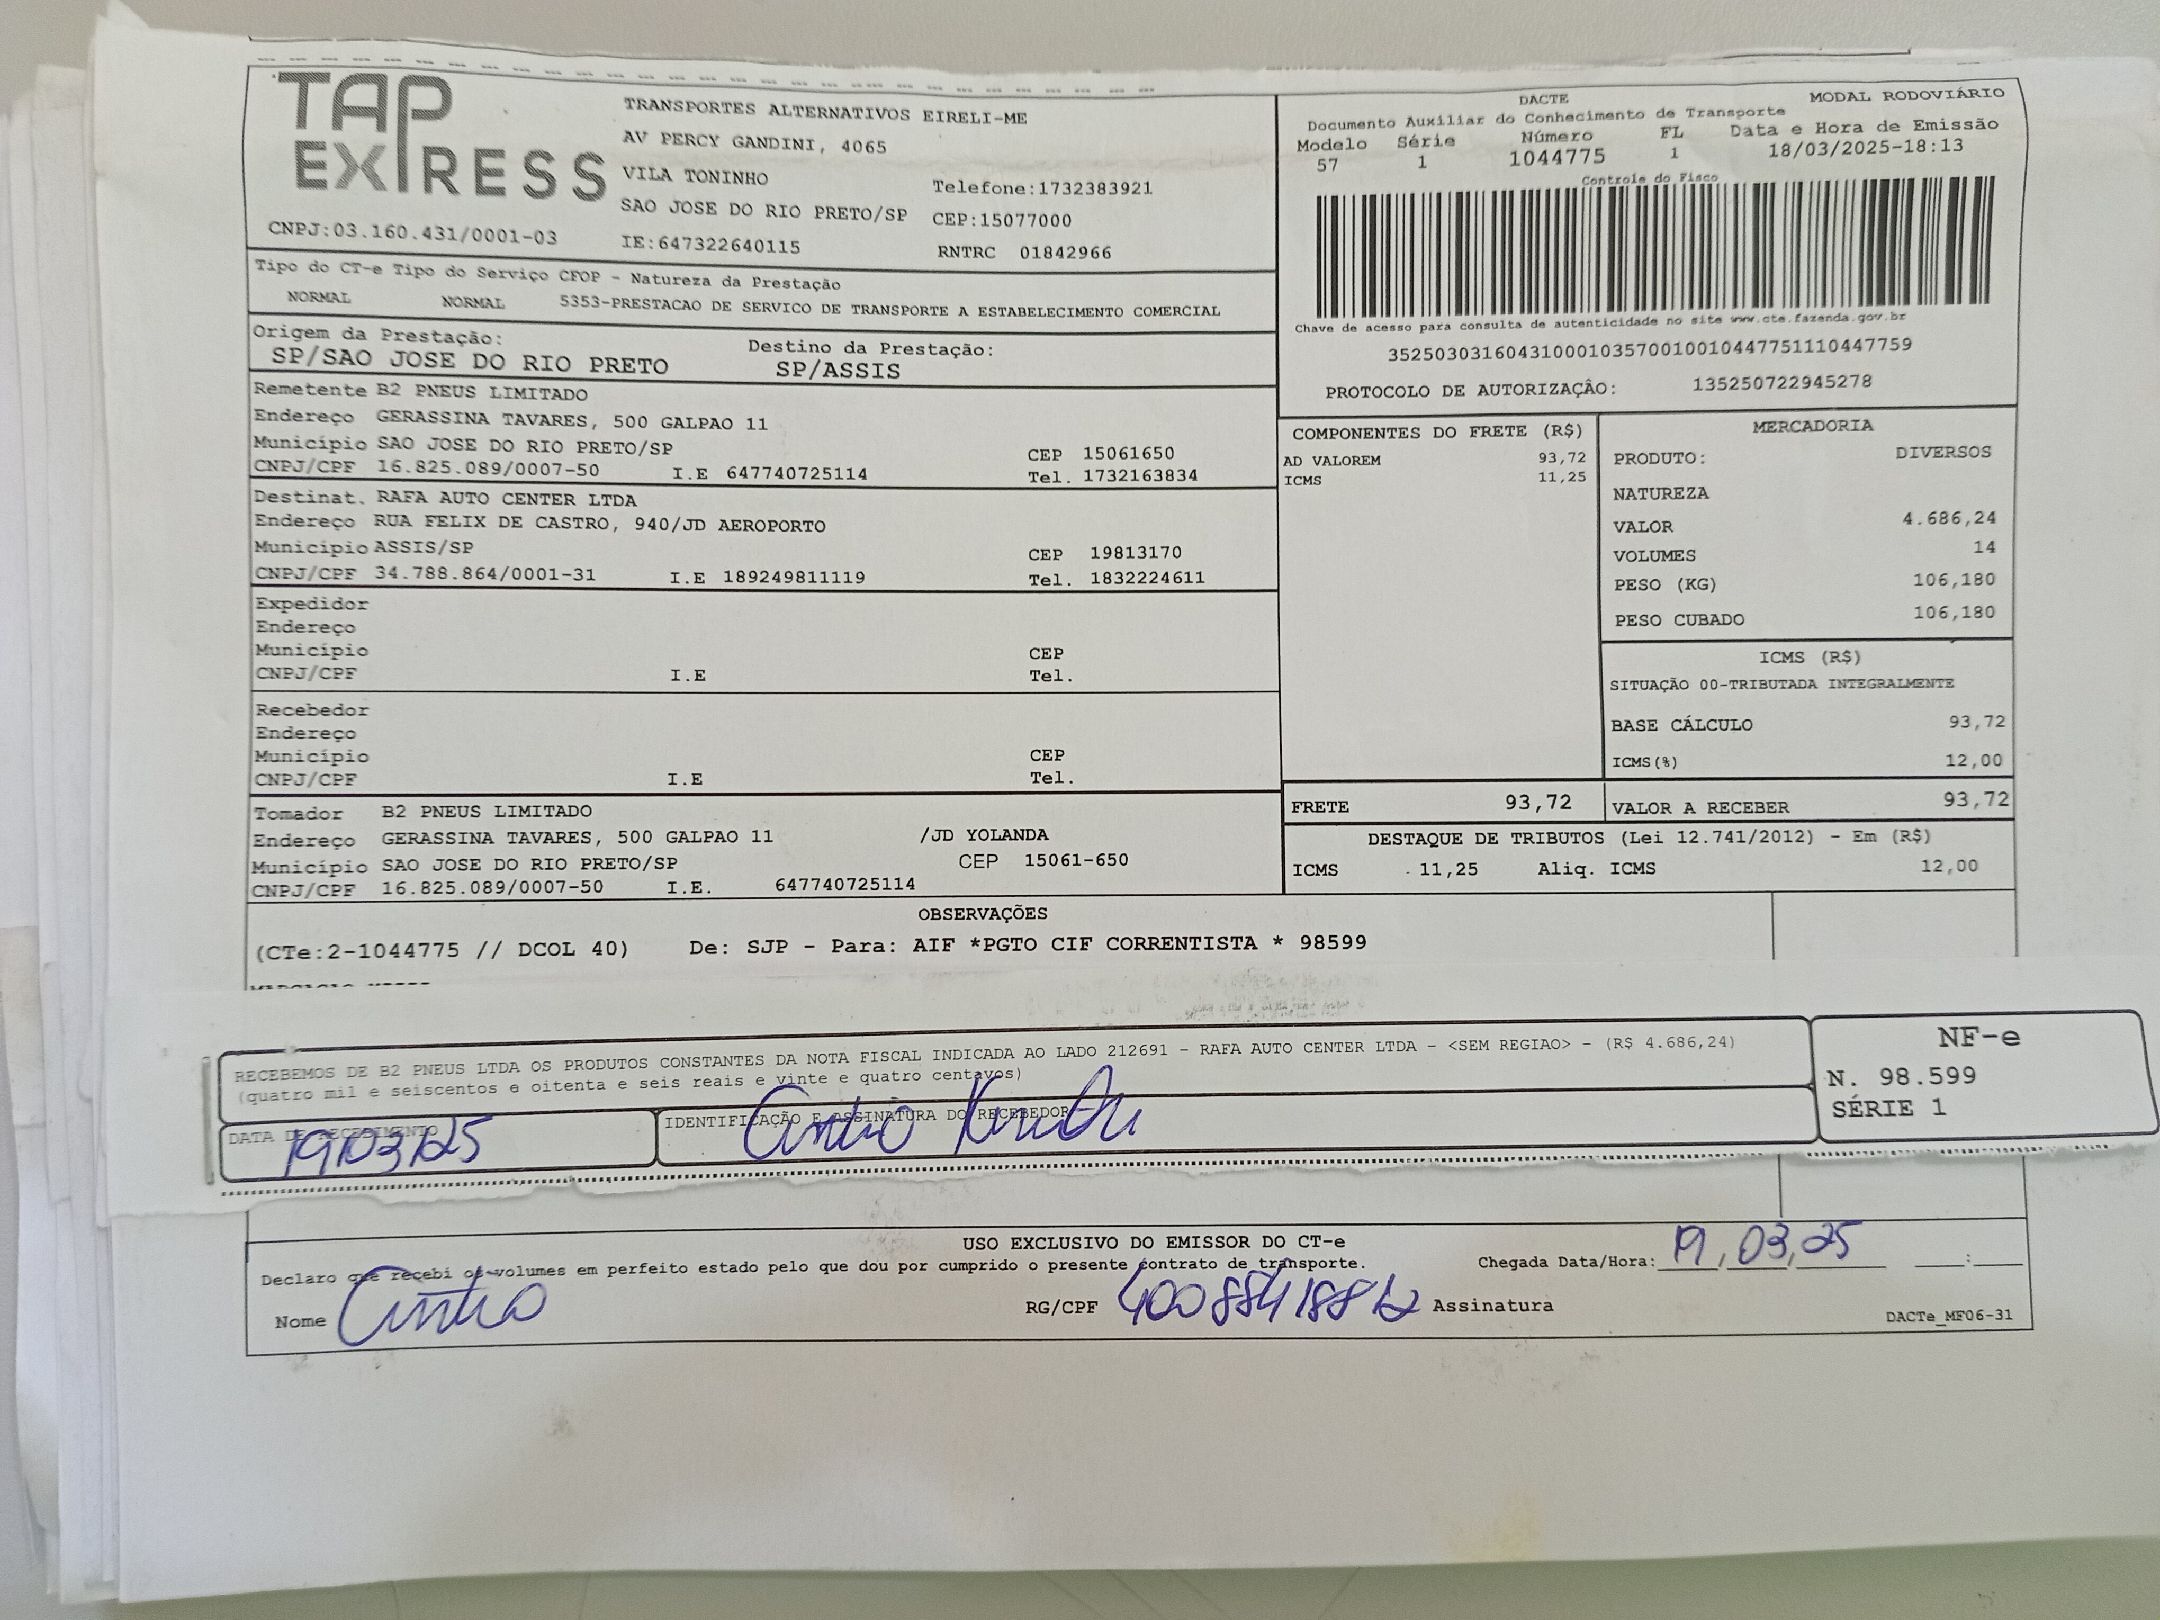 TAP EXPRESS
TRANSPORTES ALTERNATIVOS EIRELI-ME
AV PERCY GANDINI, 4065
VILA TONINHO
Telefone:1732383921
SAO JOSE DO RIO PRETO/SP CEP:15077000
CNPJ:03.160.431/0001-03 IE:647322640115 RNTRC 01842966
DACTE MODAL RODOVIÁRIO
Documento Auxiliar do Conhecimento de Transporte
Modelo Série Número FL Data e Hora de Emissão
57 1 1044775 1 18/03/2025-18:13
Controle do Fisco
Chave de acesso para consulta de autenticidade no site www.cte.fazenda.gov.br
35250303160431000103570010010447751110447759
PROTOCOLO DE AUTORIZAÇÂO: 135250722945278
Tipo do CT-e Tipo do Serviço CFOP - Natureza da Prestação
NORMAL NORMAL 5353-PRESTACAO DE SERVICO DE TRANSPORTE A ESTABELECIMENTO COMERCIAL
Origem da Prestação: Destino da Prestação:
SP/SAO JOSE DO RIO PRETO SP/ASSIS
Remetente B2 PNEUS LIMITADO
Endereço GERASSINA TAVARES, 500 GALPAO 11
Município SAO JOSE DO RIO PRETO/SP CEP 15061650
CNPJ/CPF 16.825.089/0007-50 I.E 647740725114 Tel. 1732163834
Destinat. RAFA AUTO CENTER LTDA
Endereço RUA FELIX DE CASTRO, 940/JD AEROPORTO
Município ASSIS/SP CEP 19813170
CNPJ/CPF 34.788.864/0001-31 I.E 189249811119 Tel. 1832224611
Expedidor
Endereço
Município CEP
CNPJ/CPF I.E Tel.
Recebedor
Endereço
Município CEP
CNPJ/CPF I.E Tel.
Tomador B2 PNEUS LIMITADO
Endereço GERASSINA TAVARES, 500 GALPAO 11 /JD YOLANDA
Município SAO JOSE DO RIO PRETO/SP CEP 15061-650
CNPJ/CPF 16.825.089/0007-50 I.E. 647740725114
COMPONENTES DO FRETE (R$)
AD VALOREM 93,72
ICMS 11,25
MERCADORIA
PRODUTO: DIVERSOS
NATUREZA
VALOR 4.686,24
VOLUMES 14
PESO (KG) 106,180
PESO CUBADO 106,180
ICMS (R$)
SITUAÇÃO 00-TRIBUTADA INTEGRALMENTE
BASE CÁLCULO 93,72
ICMS(%) 12,00
FRETE 93,72 VALOR A RECEBER 93,72
DESTAQUE DE TRIBUTOS (Lei 12.741/2012) - Em (R$)
ICMS 11,25 Aliq. ICMS 12,00
OBSERVAÇÕES
(CTe:2-1044775 // DCOL 40) De: SJP - Para: AIF *PGTO CIF CORRENTISTA * 98599
RECEBEMOS DE B2 PNEUS LTDA OS PRODUTOS CONSTANTES DA NOTA FISCAL INDICADA AO LADO 212691 - RAFA AUTO CENTER LTDA - <SEM REGIAO> - (R$ 4.686,24)
(quatro mil e seiscentos e oitenta e seis reais e vinte e quatro centavos)
DATA DE RECEBIMENTO IDENTIFICAÇÃO E ASSINATURA DO RECEBEDOR
19/03/25
NF-e
N. 98.599
SÉRIE 1
USO EXCLUSIVO DO EMISSOR DO CT-e
Declaro que recebi os volumes em perfeito estado pelo que dou por cumprido o presente contrato de transporte. Chegada Data/Hora: 19,03,25 :
Nome RG/CPF Assinatura
DACTe_MF06-31